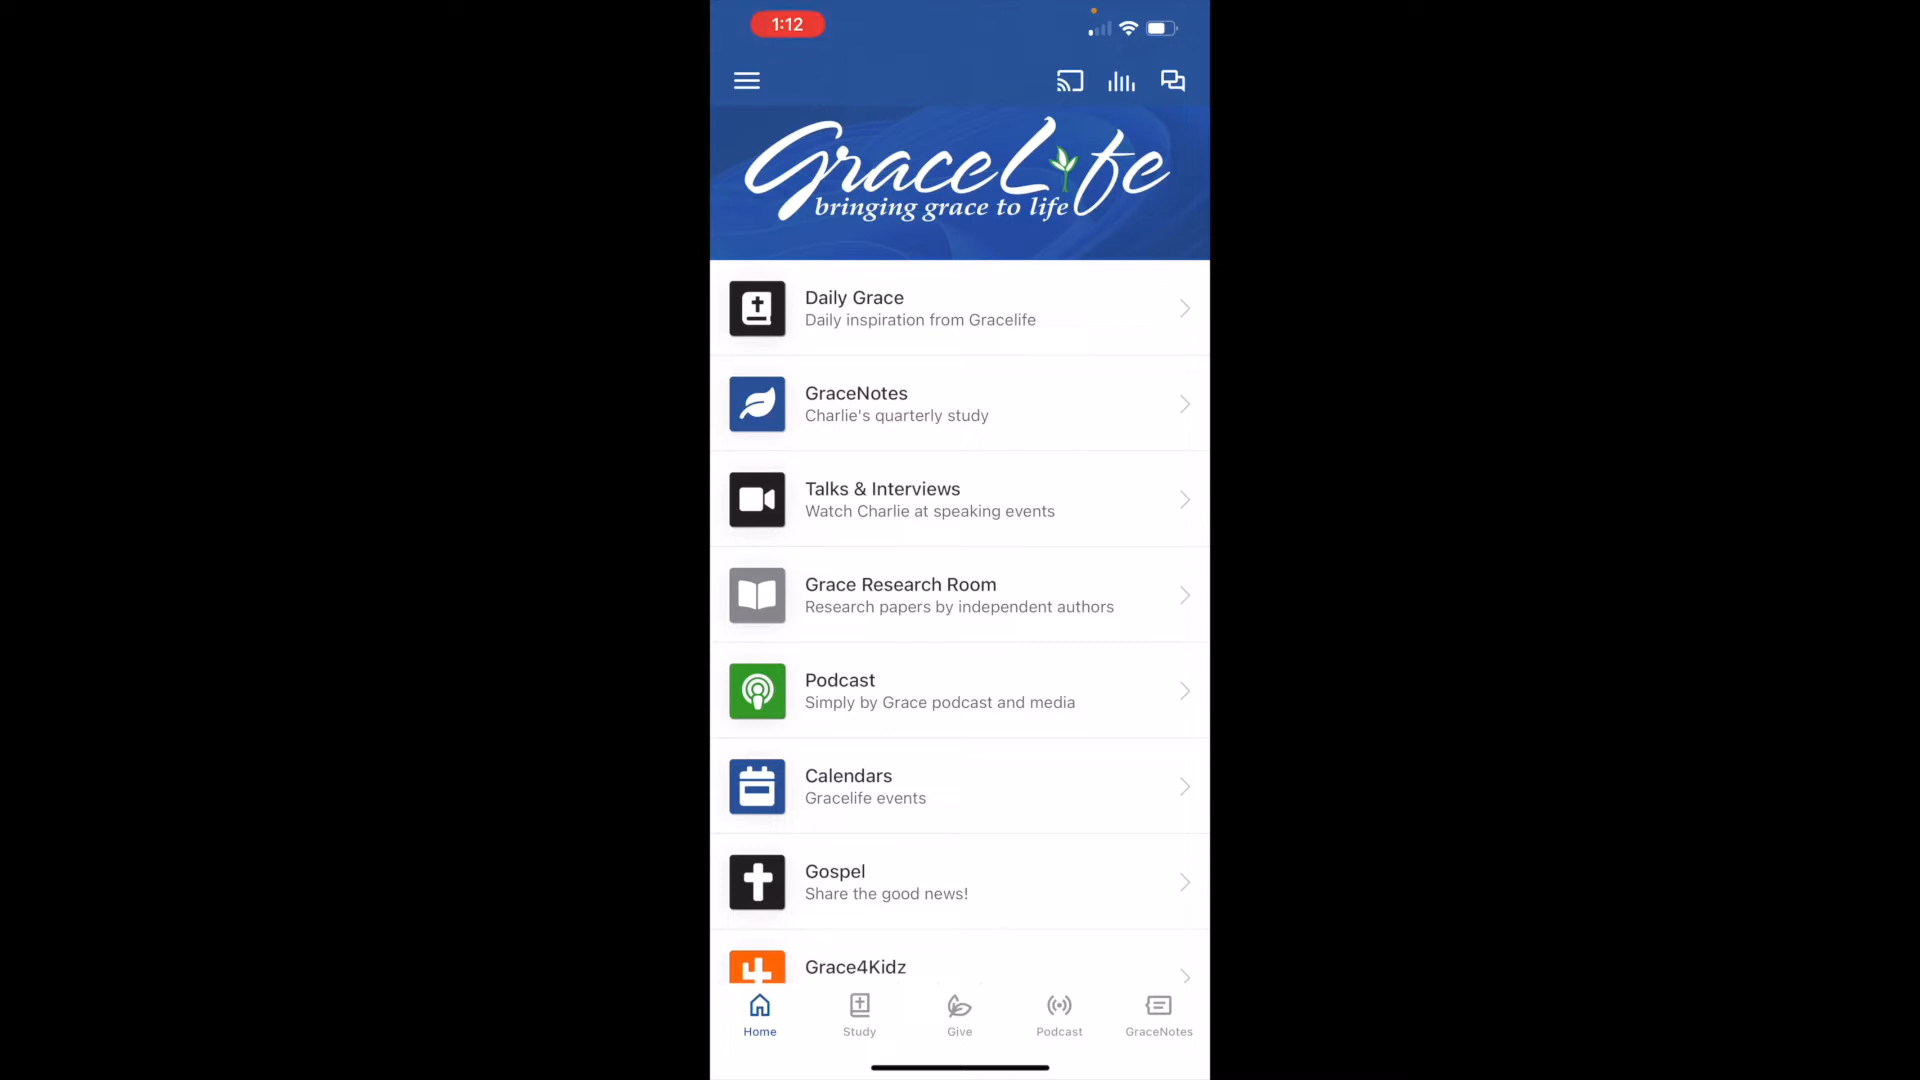 1:12
GraceLife
bringing grace to life
Daily Grace
Daily inspiration from Gracelife
GraceNotes
Charlie's quarterly study
Talks & Interviews
Watch Charlie at speaking events
Grace Research Room
Research papers by independent authors
Podcast
Simply by Grace podcast and media
Calendars
Gracelife events
Gospel
Share the good news!
Grace4Kidz
Home
Study
Give
Podcast
GraceNotes